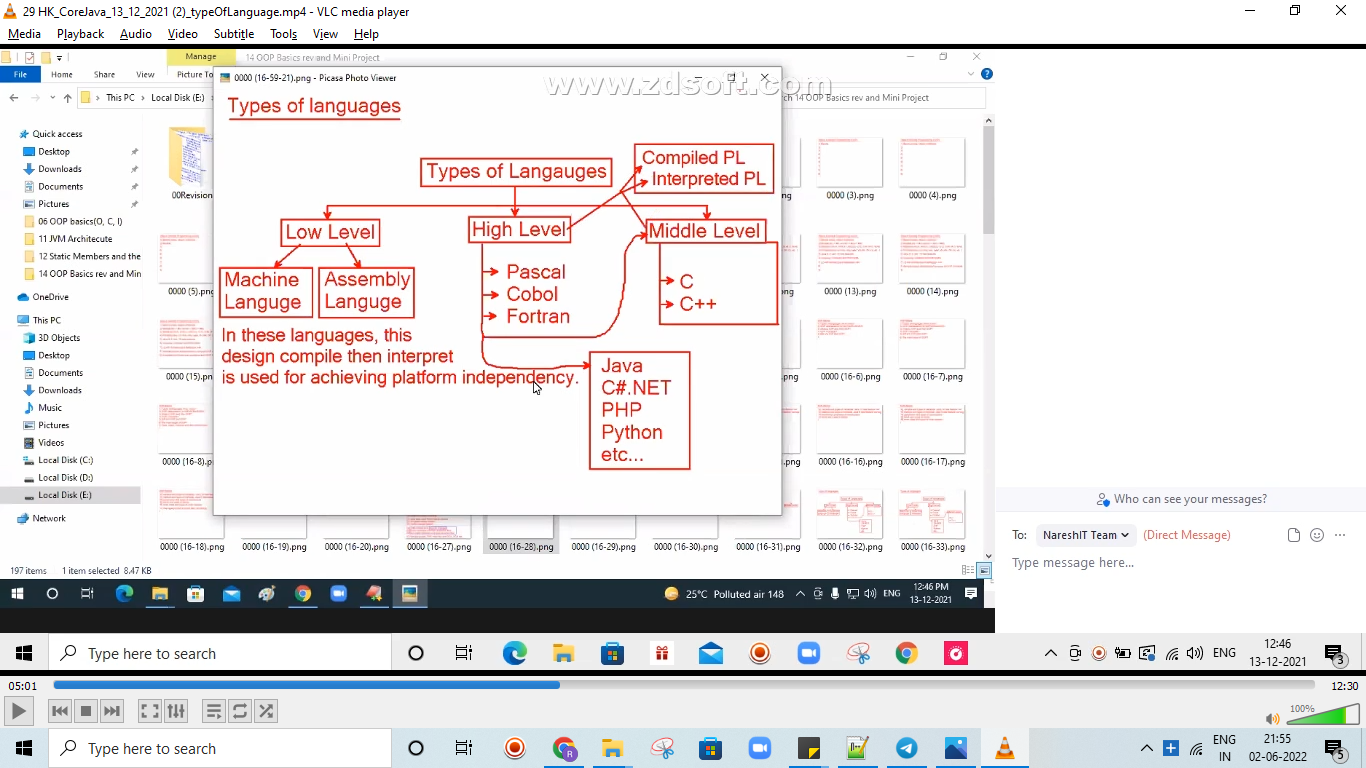 29 HK_CoreJava_13_12_2021 (2)_typeOfLanguage.mp4 - VLC media player
Media Playback Audio Video Subtitle Tools View Help
Manage 14 OOP Basics rev and Mini Project
File Home Share View Picture To
0000 (16-59-21).png - Picasa Photo Viewer
www.zdsoft.com
This PC Local Disk (E:)
ch 14 OOP Basics rev and Mini Project
Types of languages
Types of Langauges
Compiled PL
Interpreted PL
Low Level
High Level
Middle Level
Machine
Languge
Assembly
Languge
Pascal
Cobol
Fortran
C
C++
In these languages, this
design compile then interpret
is used for achieving platform independency.
Java
C#.NET
PHP
Python
etc...
Quick access
Desktop
Downloads
Documents
Pictures
06 OOP basics(O, C, I)
11 JVM Architecute
12 Static Members and the
14 OOP Basics rev and Min
OneDrive
This PC
3D Objects
Desktop
Documents
Downloads
Music
Pictures
Videos
Local Disk (C:)
Local Disk (D:)
Local Disk (E:)
Network
00Revision
ng 0000 (3).png 0000 (4).png
0000 (5). ng 0000 (13).png 0000 (14).png
0000 (15). ng 0000 (16-6).png 0000 (16-7).png
0000 (16-8).p .png 0000 (16-16).png 0000 (16-17).png
0000 (16-18).png 0000 (16-19).png 0000 (16-20).png 0000 (16-27).png 0000 (16-28).png 0000 (16-29).png 0000 (16-30).png 0000 (16-31).png 0000 (16-32).png 0000 (16-33).png
197 items 1 item selected 8.47 KB
25°C Polluted air 148 ENG
12:46 PM
13-12-2021
Who can see your messages?
To: NareshIT Team (Direct Message)
Type message here...
Type here to search
ENG
12:46
13-12-2021
3
05:01 12:30
100%
Type here to search
ENG
IN
21:55
02-06-2022
5